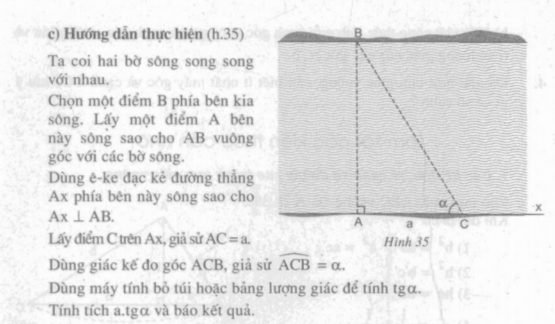 c) Hướng dẫn thực hiện (h.35)
Ta coi hai bờ sông song song
với nhau.
Chọn một điểm B phía bên kia
sông. Lấy một điểm A bên
này sông sao cho AB vuông
góc với các bờ sông.
Dùng ê-ke đạc kẻ đường thẳng
Ax phía bên này sông sao cho
Ax ⊥ AB.
Lấy điểm C trên Ax, giả sử AC = a.
B
α
x
A
a
C
Hình 35
Dùng giác kế đo góc ACB, giả sử ACB = α.
Dùng máy tính bỏ túi hoặc bảng lượng giác để tính tgα.
Tính tích a.tgα và báo kết quả.